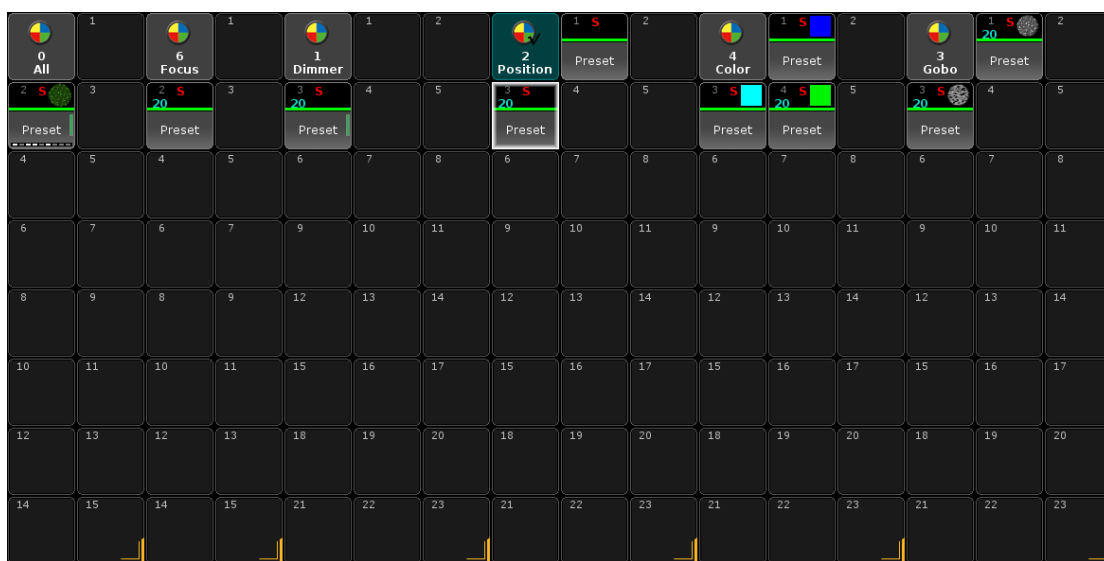 1 1 1 2 1 S 2 1 S 2 1 S 2
20
0 6 1 2 Preset 4 Preset 3 Preset
All Focus Dimmer Position Color Gobo
2 S 3 2 S 3 3 S 4 5 3 S 4 5 3 S 4 S 5 3 S 4 5
20 20 20 20 20
Preset Preset Preset Preset Preset Preset Preset
4 5 4 5 6 7 8 6 7 8 6 7 8 6 7 8
6 7 6 7 9 10 11 9 10 11 9 10 11 9 10 11
8 9 8 9 12 13 14 12 13 14 12 13 14 12 13 14
10 11 10 11 15 16 17 15 16 17 15 16 17 15 16 17
12 13 12 13 18 19 20 18 19 20 18 19 20 18 19 20
14 15 14 15 21 22 23 21 22 23 21 22 23 21 22 23